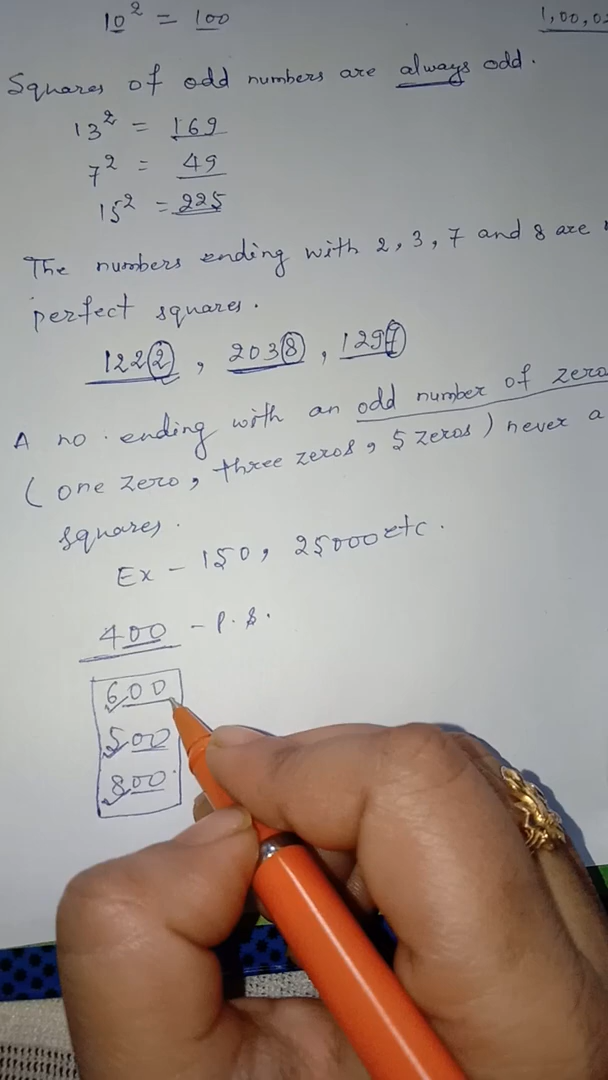 10² = 100
1,00,0
Squares of odd numbers are always odd.
13² = 169
7² = 49
15² = 225
The numbers ending with 2, 3, 7 and 8 are
perfect squares.
1222, 2038, 1297
A no. ending with an odd number of zero
(one zero, three zeros, 5 zeros) never a
squares.
Ex - 150, 25000 etc.
400 - P.S.
600
500
800